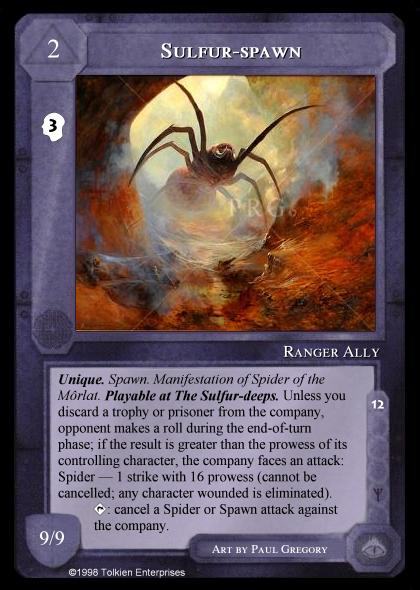 2
SULFUR-SPAWN
3
PRG
RANGER ALLY
Unique. Spawn. Manifestation of Spider of the
Môrlat. Playable at The Sulfur-deeps. Unless you
discard a trophy or prisoner from the company,
opponent makes a roll during the end-of-turn
phase; if the result is greater than the prowess of its
controlling character, the company faces an attack:
Spider — 1 strike with 16 prowess (cannot be
cancelled; any character wounded is eliminated).
: cancel a Spider or Spawn attack against
the company.
12
9/9
ART BY PAUL GREGORY
©1998 Tolkien Enterprises